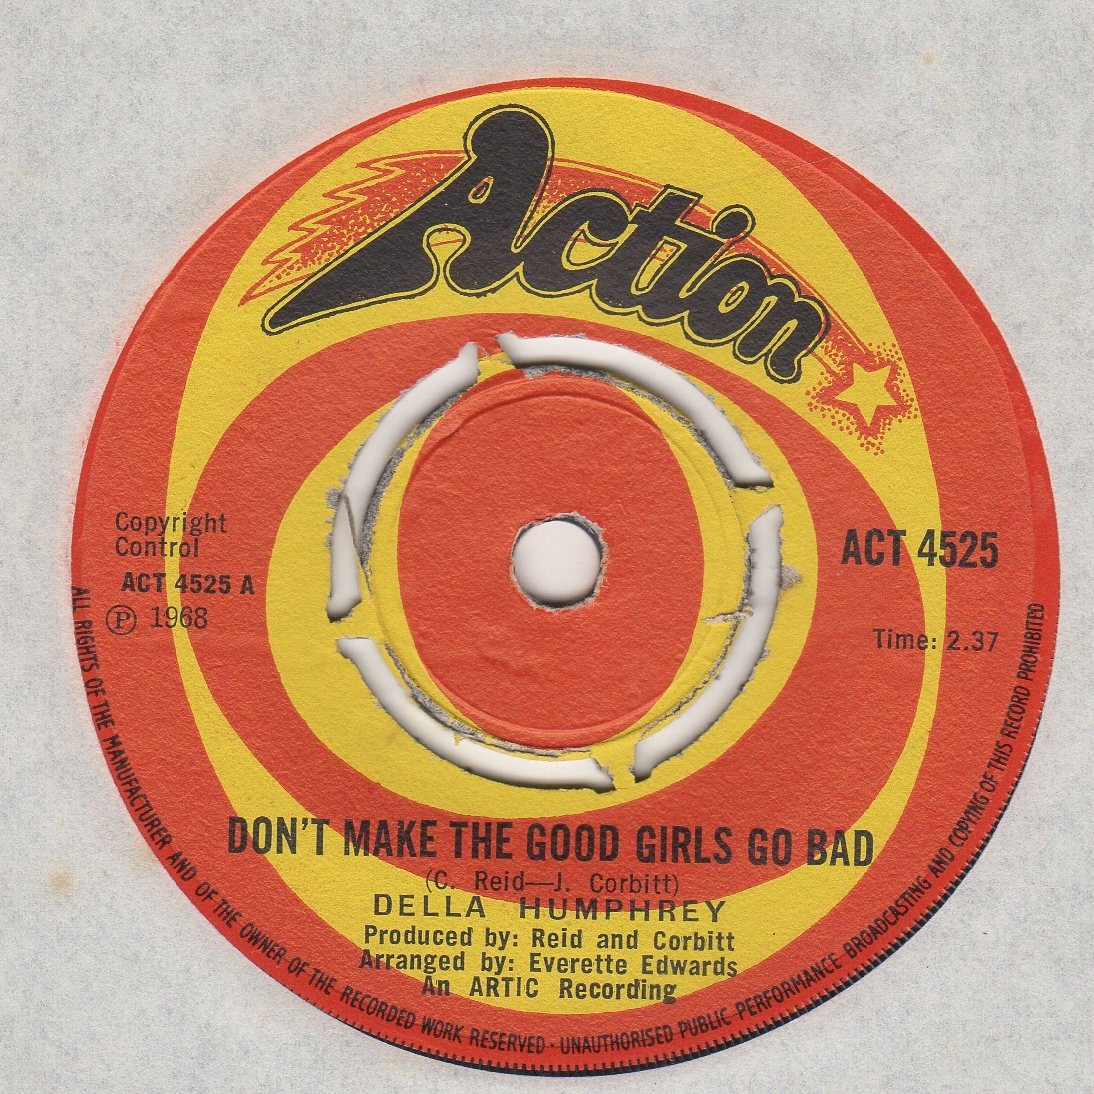 Action
Copyright
Control
ACT 4525 A
Ⓟ 1968
ACT 4525
Time: 2.37
DON'T MAKE THE GOOD GIRLS GO BAD
(C. Reid—J. Corbitt)
DELLA HUMPHREY
Produced by: Reid and Corbitt
Arranged by: Everette Edwards
An ARTIC Recording
ALL RIGHTS OF THE MANUFACTURER AND OF THE OWNER OF THE RECORDED WORK RESERVED · UNAUTHORISED PUBLIC PERFORMANCE BROADCASTING AND COPYING OF THIS RECORD PROHIBITED